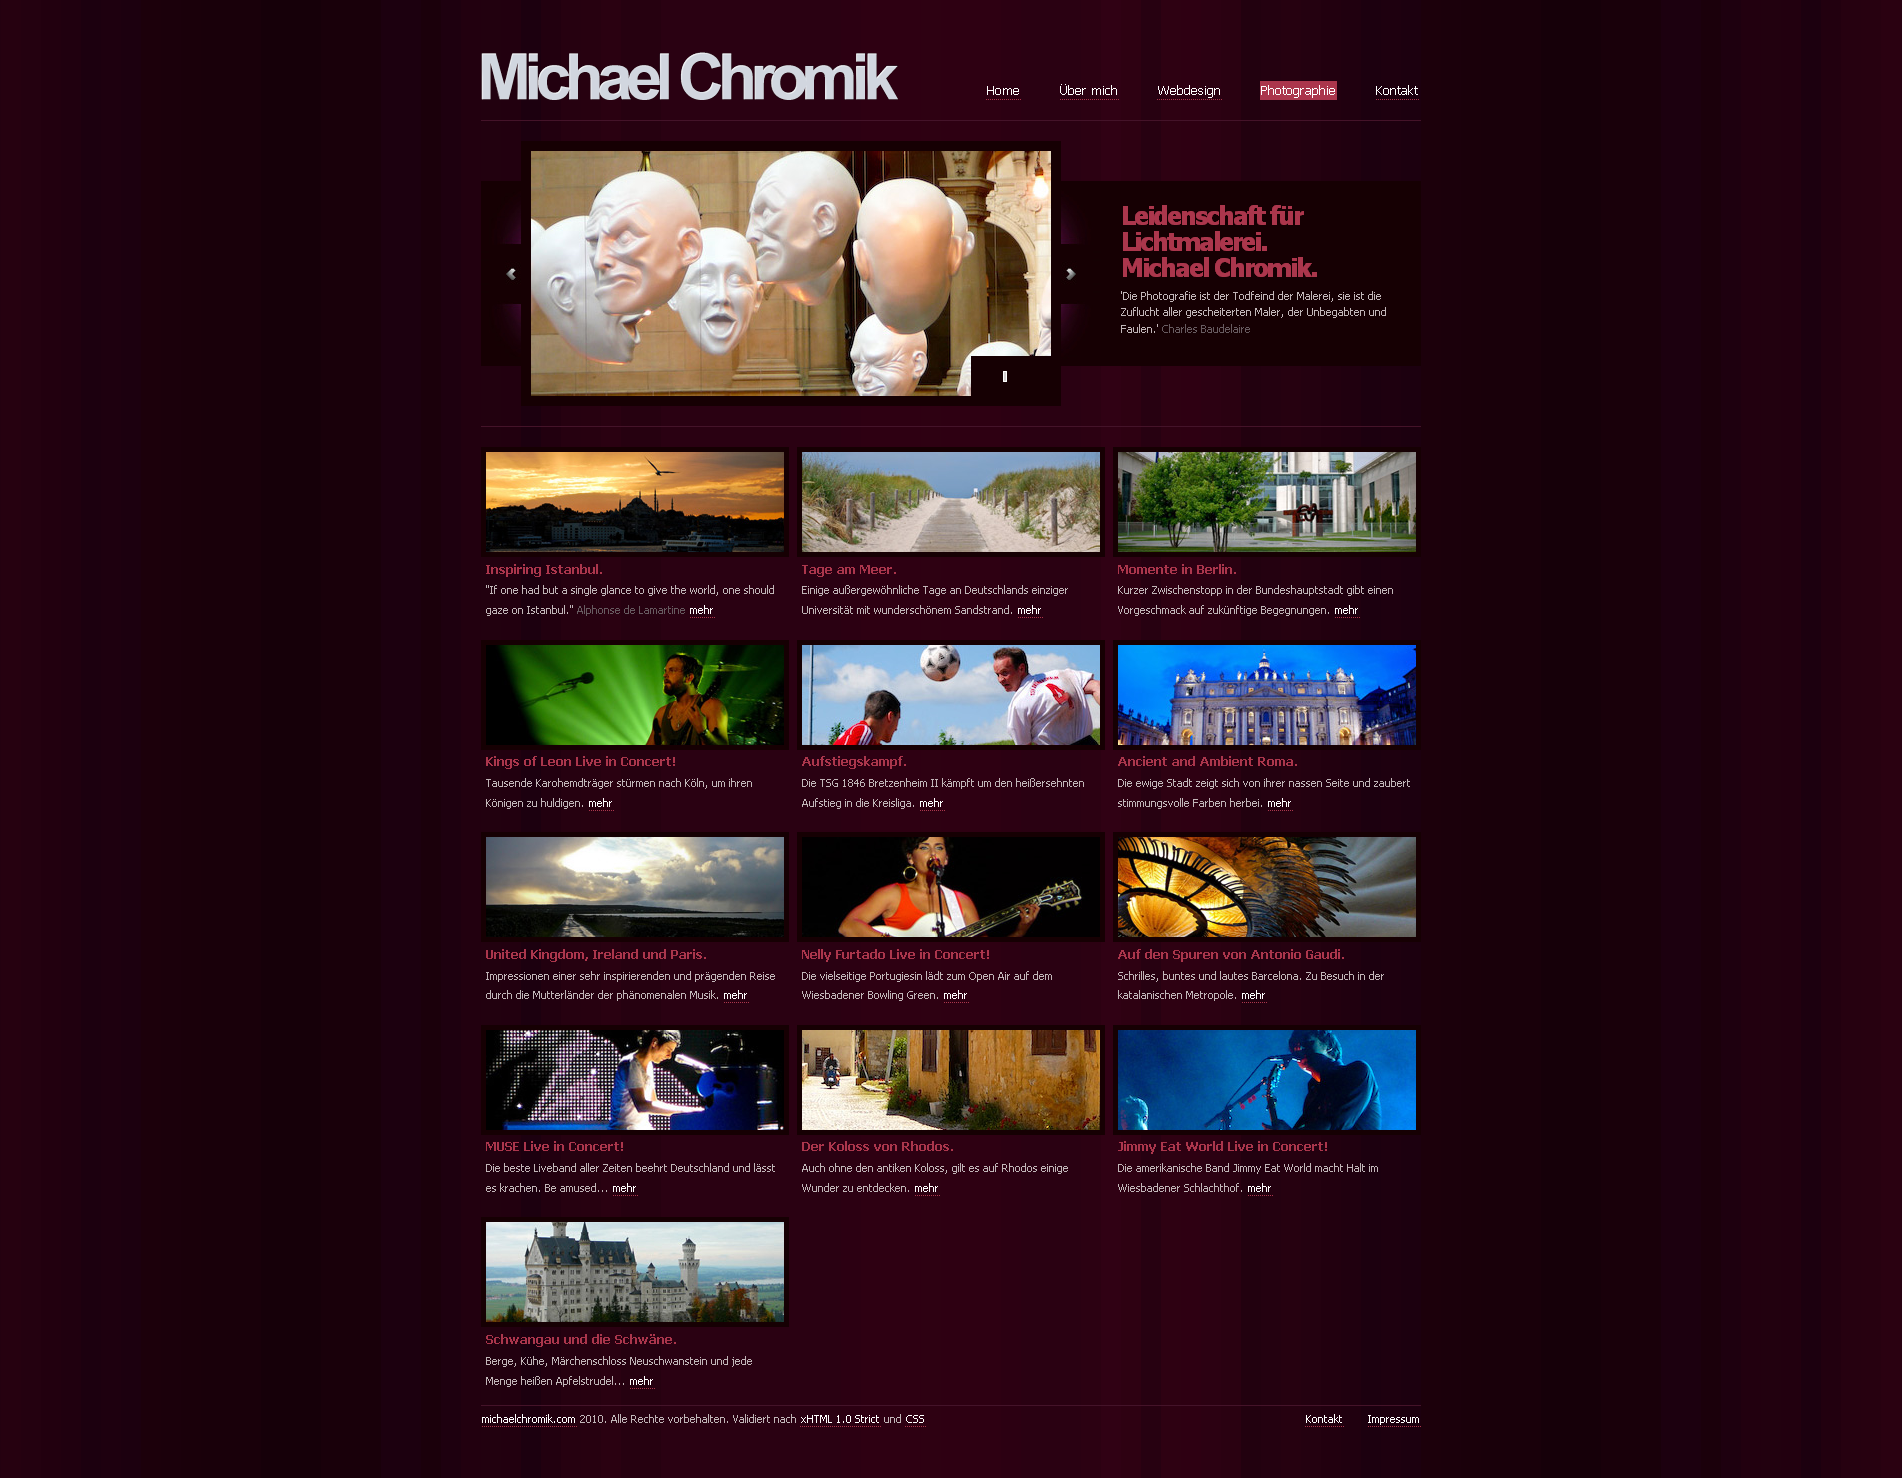 Michael Chromik
Home Über mich Webdesign Photographie Kontakt
Leidenschaft für
Lichtmalerei.
Michael Chromik.
'Die Photografie ist der Todfeind der Malerei, sie ist die
Zuflucht aller gescheiterten Maler, der Unbegabten und
Faulen.' Charles Baudelaire
Inspiring Istanbul.
"If one had but a single glance to give the world, one should
gaze on Istanbul." Alphonse de Lamartine mehr
Tage am Meer.
Einige außergewöhnliche Tage an Deutschlands einziger
Universität mit wunderschönem Sandstrand. mehr
Momente in Berlin.
Kurzer Zwischenstopp in der Bundeshauptstadt gibt einen
Vorgeschmack auf zukünftige Begegnungen. mehr
Kings of Leon Live in Concert!
Tausende Karohemdträger stürmen nach Köln, um ihren
Königen zu huldigen. mehr
Aufstiegskampf.
Die TSG 1846 Bretzenheim II kämpft um den heißersehnten
Aufstieg in die Kreisliga. mehr
Ancient and Ambient Roma.
Die ewige Stadt zeigt sich von ihrer nassen Seite und zaubert
stimmungsvolle Farben herbei. mehr
United Kingdom, Ireland und Paris.
Impressionen einer sehr inspirierenden und prägenden Reise
durch die Mutterländer der phänomenalen Musik. mehr
Nelly Furtado Live in Concert!
Die vielseitige Portugiesin lädt zum Open Air auf dem
Wiesbadener Bowling Green. mehr
Auf den Spuren von Antonio Gaudi.
Schrilles, buntes und lautes Barcelona. Zu Besuch in der
katalanischen Metropole. mehr
MUSE Live in Concert!
Die beste Liveband aller Zeiten beehrt Deutschland und lässt
es krachen. Be amused... mehr
Der Koloss von Rhodos.
Auch ohne den antiken Koloss, gilt es auf Rhodos einige
Wunder zu entdecken. mehr
Jimmy Eat World Live in Concert!
Die amerikanische Band Jimmy Eat World macht Halt im
Wiesbadener Schlachthof. mehr
Schwangau und die Schwäne.
Berge, Kühe, Märchenschloss Neuschwanstein und jede
Menge heißen Apfelstrudel... mehr
michaelchromik.com 2010. Alle Rechte vorbehalten. Validiert nach xHTML 1.0 Strict und CSS
Kontakt Impressum